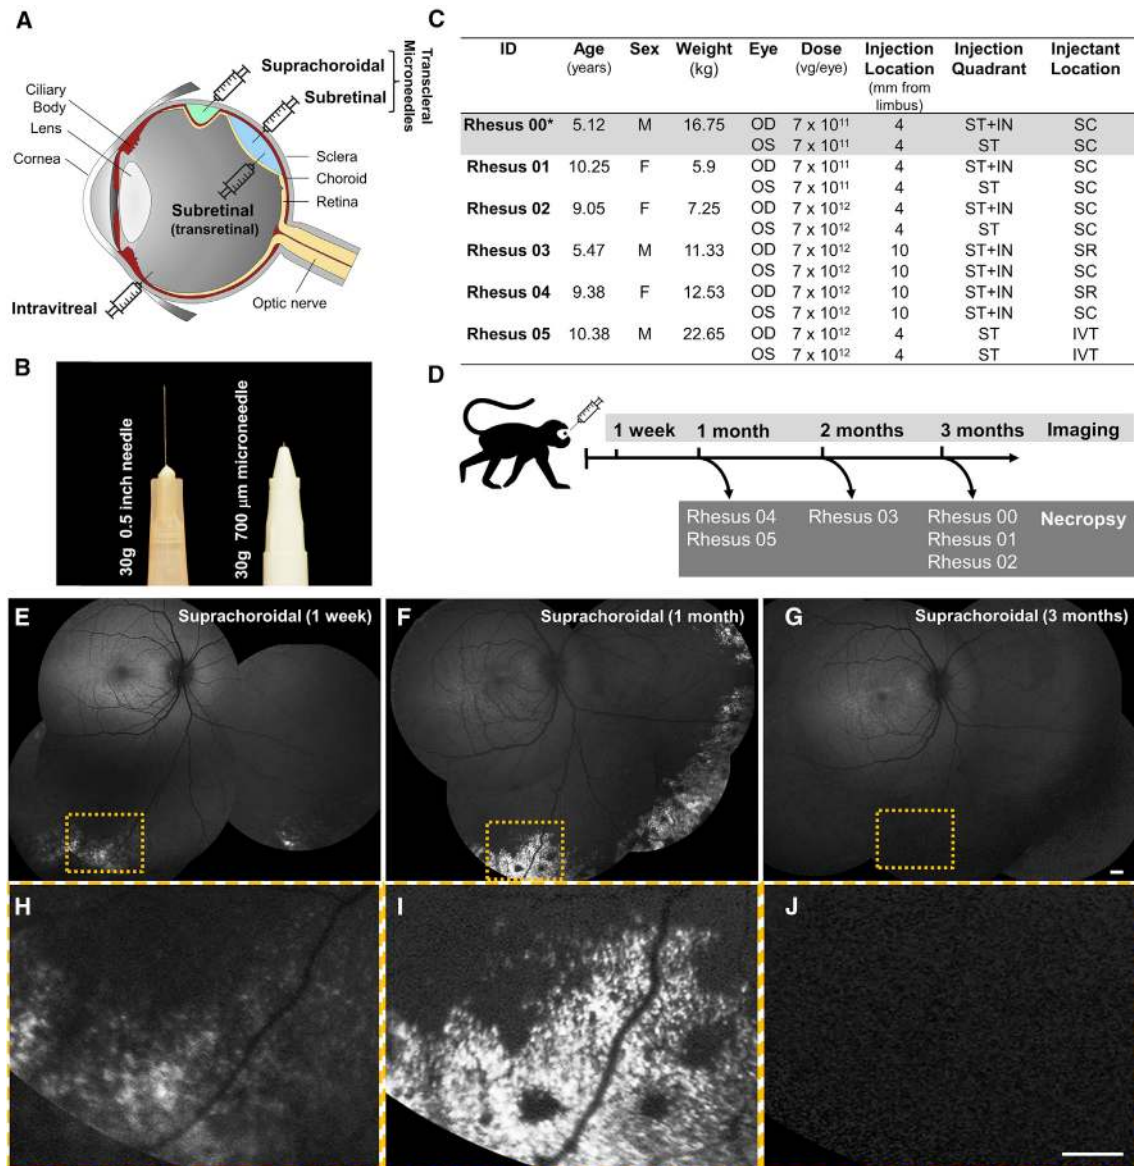 A
Suprachoroidal
Subretinal
Transcleral
Microneedles
Ciliary
Body
Lens
Cornea
Sclera
Choroid
Retina
Subretinal
(transretinal)
Intravitreal
Optic nerve
B
30g 0.5 inch needle
30g 700 μm microneedle
C
ID Age Sex Weight Eye Dose Injection Injection Injectant
(years) (kg) (vg/eye) Location Quadrant Location
(mm from
limbus)
Rhesus 00* 5.12 M 16.75 OD 7 x 10¹¹ 4 ST+IN SC
OS 7 x 10¹¹ 4 ST SC
Rhesus 01 10.25 F 5.9 OD 7 x 10¹¹ 4 ST+IN SC
OS 7 x 10¹¹ 4 ST SC
Rhesus 02 9.05 F 7.25 OD 7 x 10¹² 4 ST+IN SC
OS 7 x 10¹² 4 ST SC
Rhesus 03 5.47 M 11.33 OD 7 x 10¹² 10 ST+IN SR
OS 7 x 10¹² 10 ST+IN SC
Rhesus 04 9.38 F 12.53 OD 7 x 10¹² 10 ST+IN SR
OS 7 x 10¹² 10 ST+IN SC
Rhesus 05 10.38 M 22.65 OD 7 x 10¹² 4 ST IVT
OS 7 x 10¹² 4 ST IVT
D
1 week 1 month 2 months 3 months Imaging
Rhesus 04 Rhesus 03 Rhesus 00 Necropsy
Rhesus 05 Rhesus 01
Rhesus 02
E Suprachoroidal (1 week)
F Suprachoroidal (1 month)
G Suprachoroidal (3 months)
H
I
J